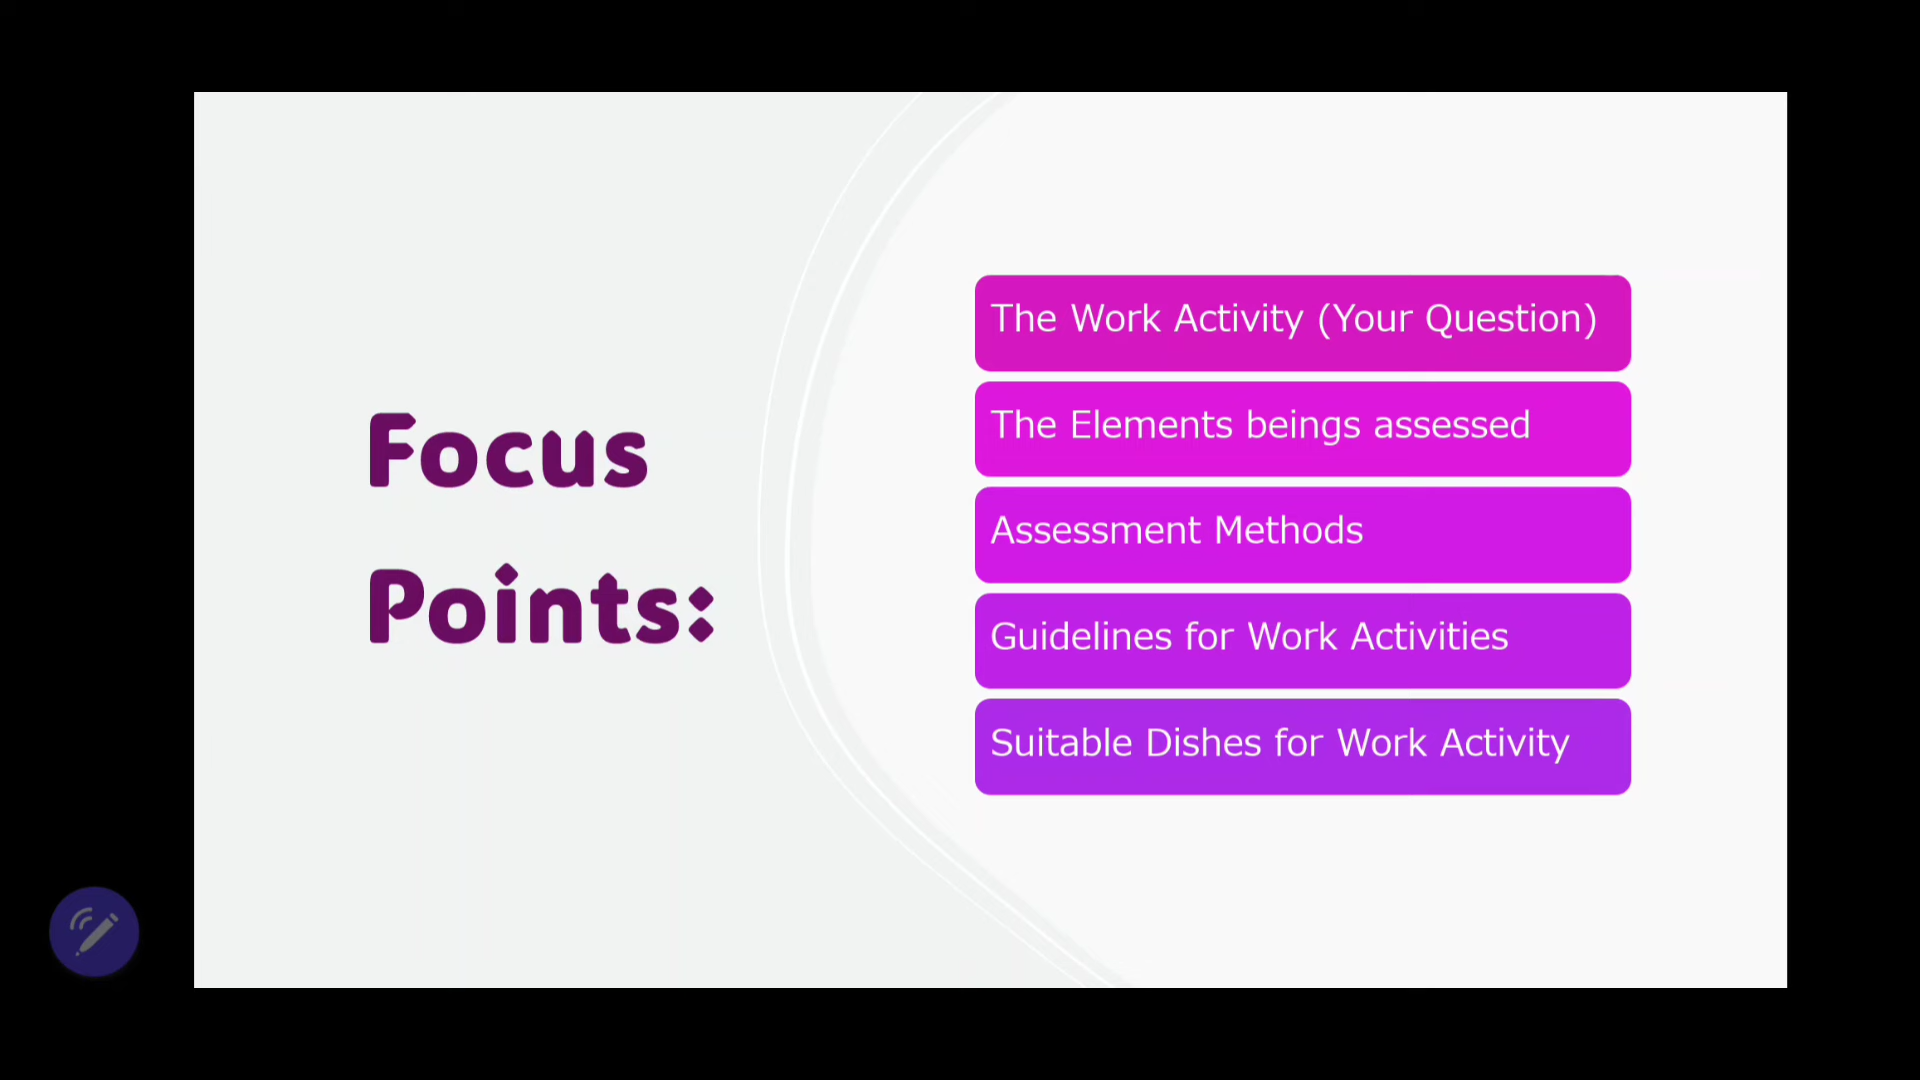 Focus
Points:
The Work Activity (Your Question)
The Elements beings assessed
Assessment Methods
Guidelines for Work Activities
Suitable Dishes for Work Activity